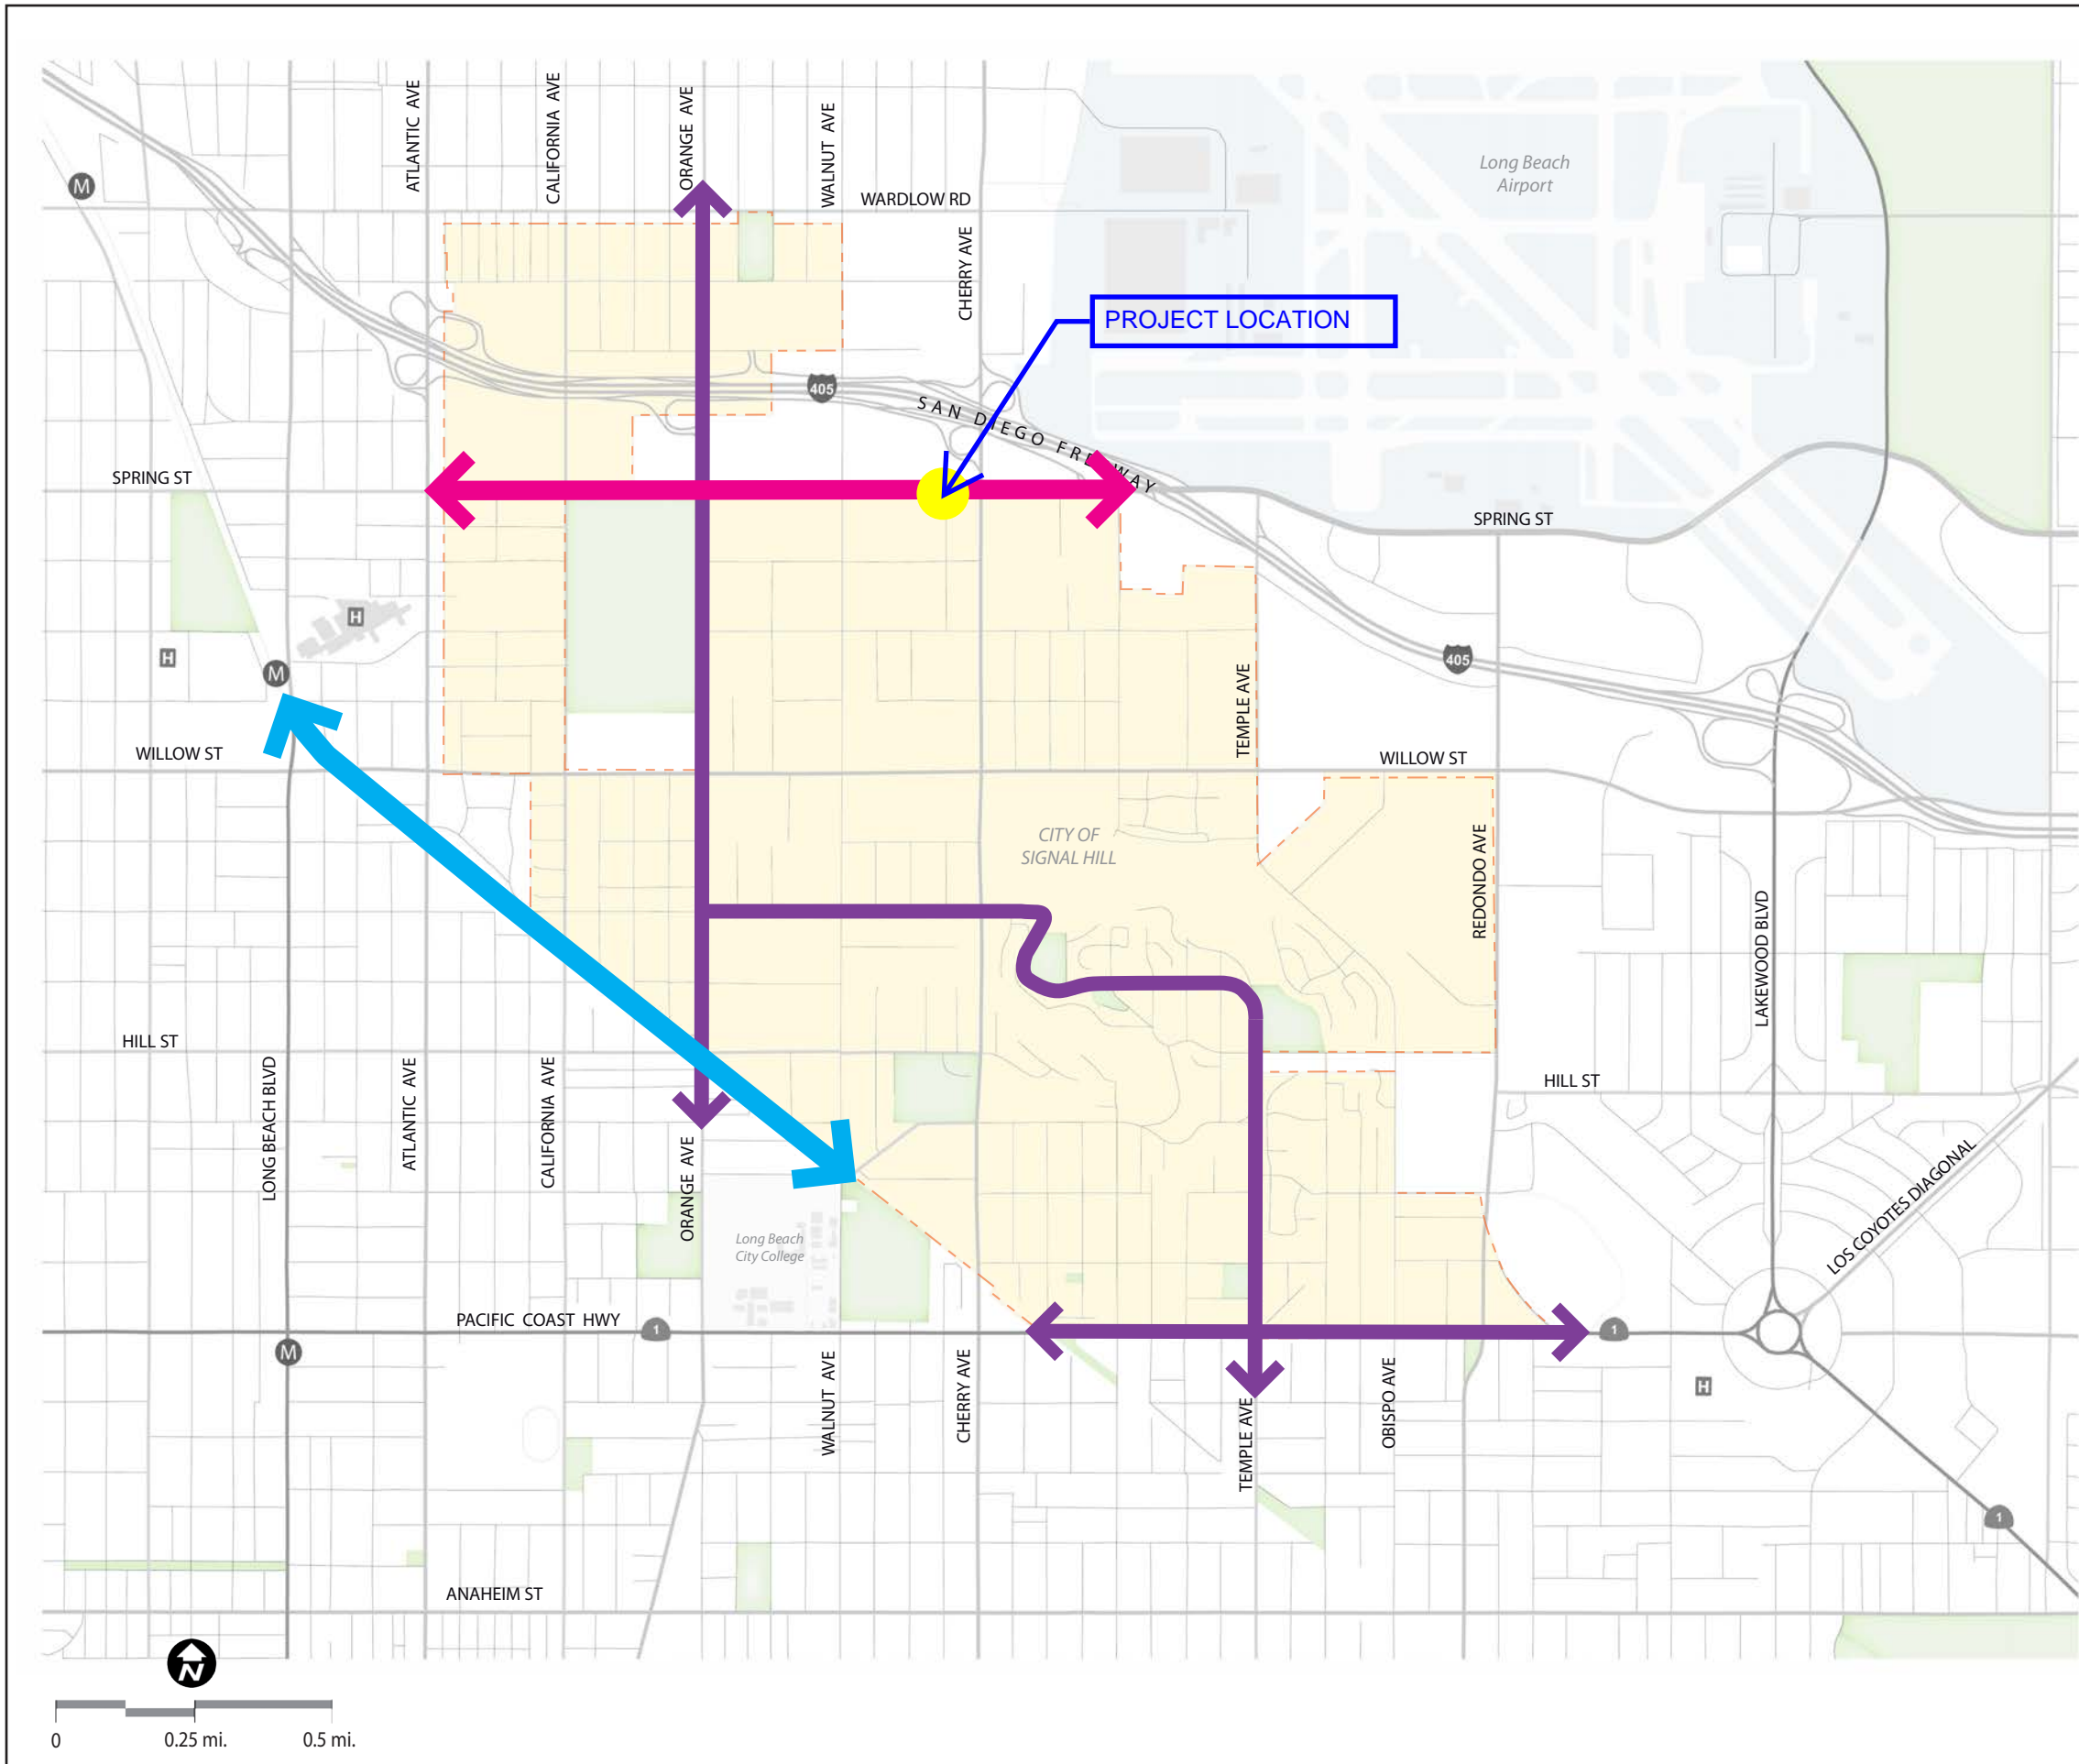 ATLANTIC AVE
CALIFORNIA AVE
ORANGE AVE
WALNUT AVE
WARDLOW RD
CHERRY AVE
Long Beach
Airport
M
PROJECT LOCATION
405
SAN DIEGO FREEWAY
SPRING ST
SPRING ST
H
H
M
405
TEMPLE AVE
WILLOW ST
WILLOW ST
CITY OF
SIGNAL HILL
REDONDO AVE
LAKEWOOD BLVD
HILL ST
HILL ST
LONG BEACH BLVD
ATLANTIC AVE
CALIFORNIA AVE
ORANGE AVE
Long Beach
City College
LOS COYOTES DIAGONAL
PACIFIC COAST HWY
1
1
M
WALNUT AVE
CHERRY AVE
TEMPLE AVE
OBISPO AVE
H
1
ANAHEIM ST
N
0
0.25 mi.
0.5 mi.